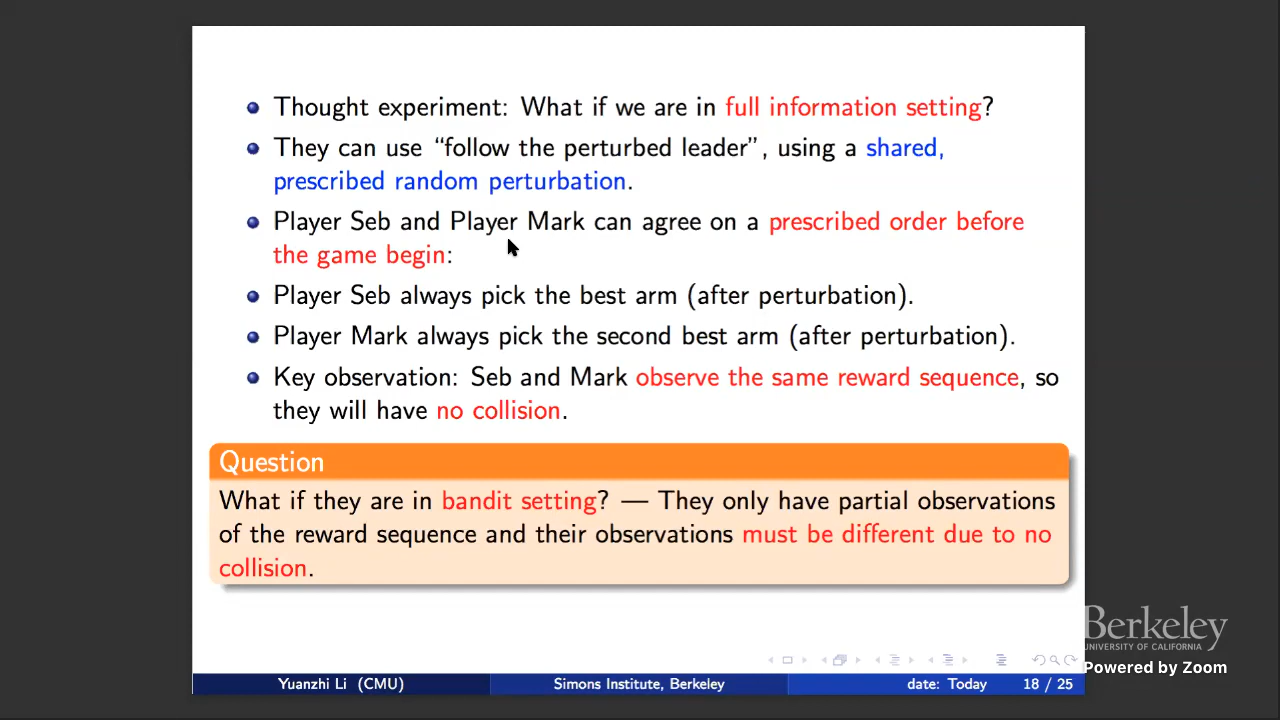 Thought experiment: What if we are in full information setting?
They can use “follow the perturbed leader”, using a shared,
prescribed random perturbation.
Player Seb and Player Mark can agree on a prescribed order before
the game begin:
Player Seb always pick the best arm (after perturbation).
Player Mark always pick the second best arm (after perturbation).
Key observation: Seb and Mark observe the same reward sequence, so
they will have no collision.
Question
What if they are in bandit setting? — They only have partial observations
of the reward sequence and their observations must be different due to no
collision.
Berkeley
UNIVERSITY OF CALIFORNIA
Powered by Zoom
Yuanzhi Li (CMU) Simons Institute, Berkeley date: Today 18 / 25